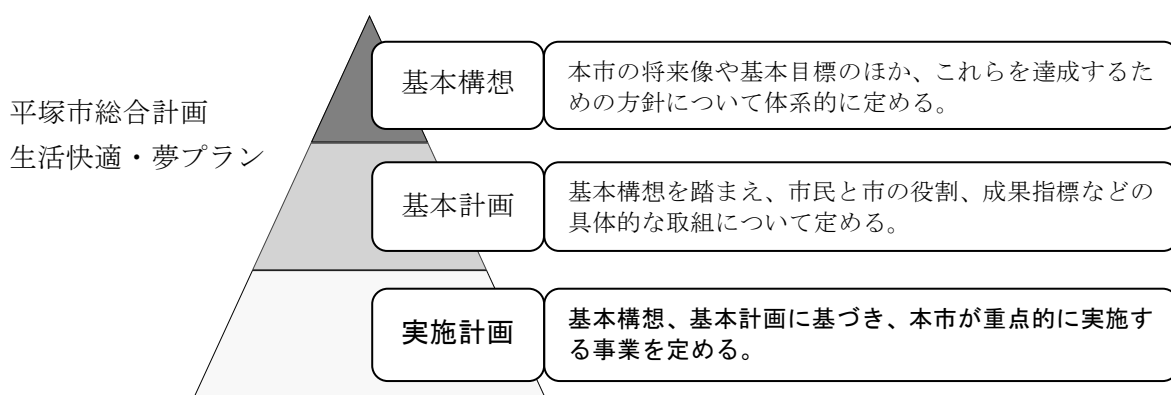 平塚市総合計画
生活快適・夢プラン
基本構想
本市の将来像や基本目標のほか、これらを達成するた
めの方針について体系的に定める。
基本計画
基本構想を踏まえ、市民と市の役割、成果指標などの
具体的な取組について定める。
実施計画
基本構想、基本計画に基づき、本市が重点的に実施す
る事業を定める。